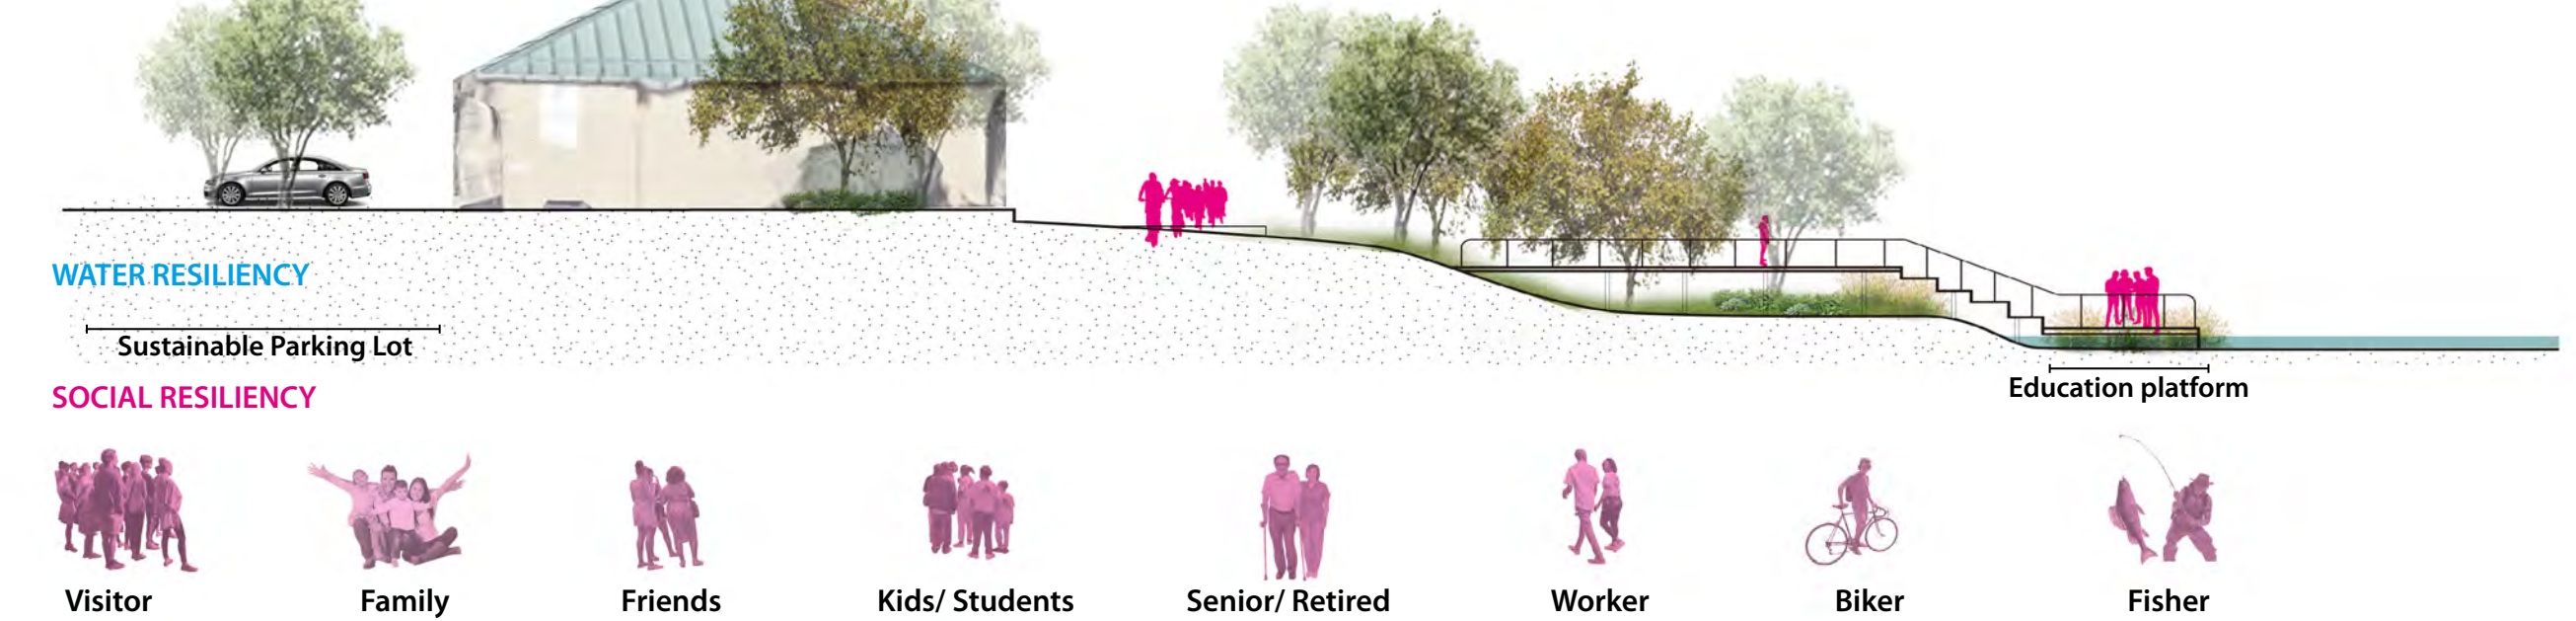 WATER RESILIENCY
Sustainable Parking Lot
Education platform
SOCIAL RESILIENCY
Visitor
Family
Friends
Kids/ Students
Senior/ Retired
Worker
Biker
Fisher